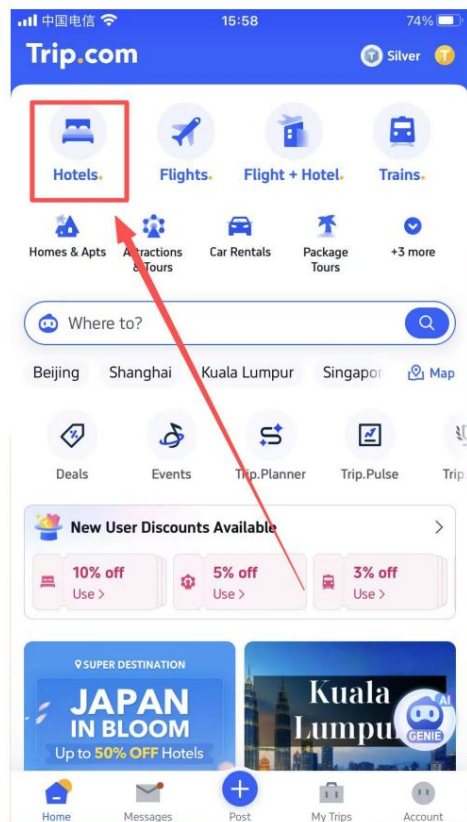 中国电信
15:58
74%
Trip.com
Silver
Hotels.
Flights.
Flight + Hotel.
Trains.
Homes & Apts
Attractions
& Tours
Car Rentals
Package
Tours
+3 more
Where to?
Beijing
Shanghai
Kuala Lumpur
Singapor
Map
Deals
Events
Trip.Planner
Trip.Pulse
Trip.
New User Discounts Available
10% off
Use >
5% off
Use >
3% off
Use >
SUPER DESTINATION
JAPAN
IN BLOOM
Up to 50% OFF Hotels
Kuala
Lumpu
AI
GENIE
Home
Messages
Post
My Trips
Account